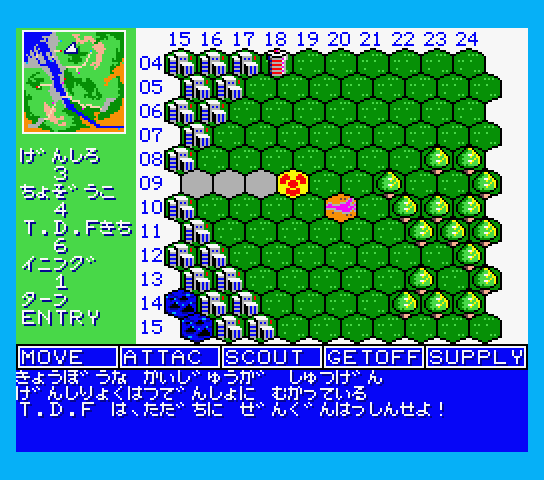 15 16 17 18 19 20 21 22 23 24
04
05
06
07
08
09
10
11
12
13
14
15
げんしろ
3
ちょぞうこ
4
T.D.Fきち
6
イニング
1
ターン
ENTRY
MOVE ATTAC SCOUT GETOFF SUPPLY
きょうぼうな かいじゅうが しゅつげん
げんしりょくはつでんしょに むかっている
T.D.F は、ただちに ぜんぐんはっしんせよ!